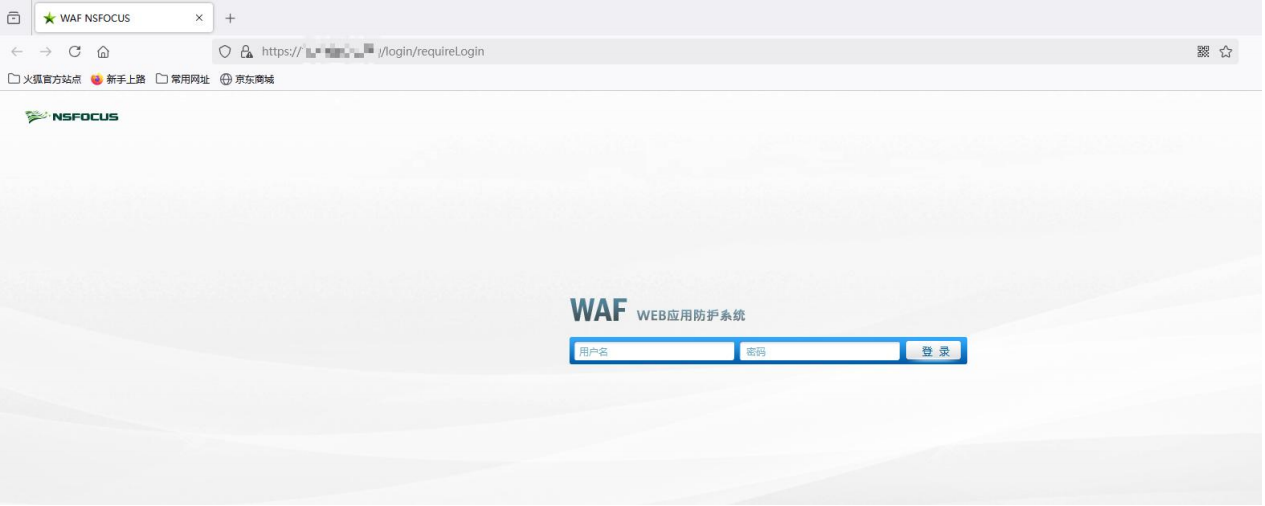 WAF NSFOCUS
https:// /login/requireLogin
火狐官方站点 新手上路 常用网址 京东商城
NSFOCUS
WAF WEB应用防护系统
用户名 密码 登 录